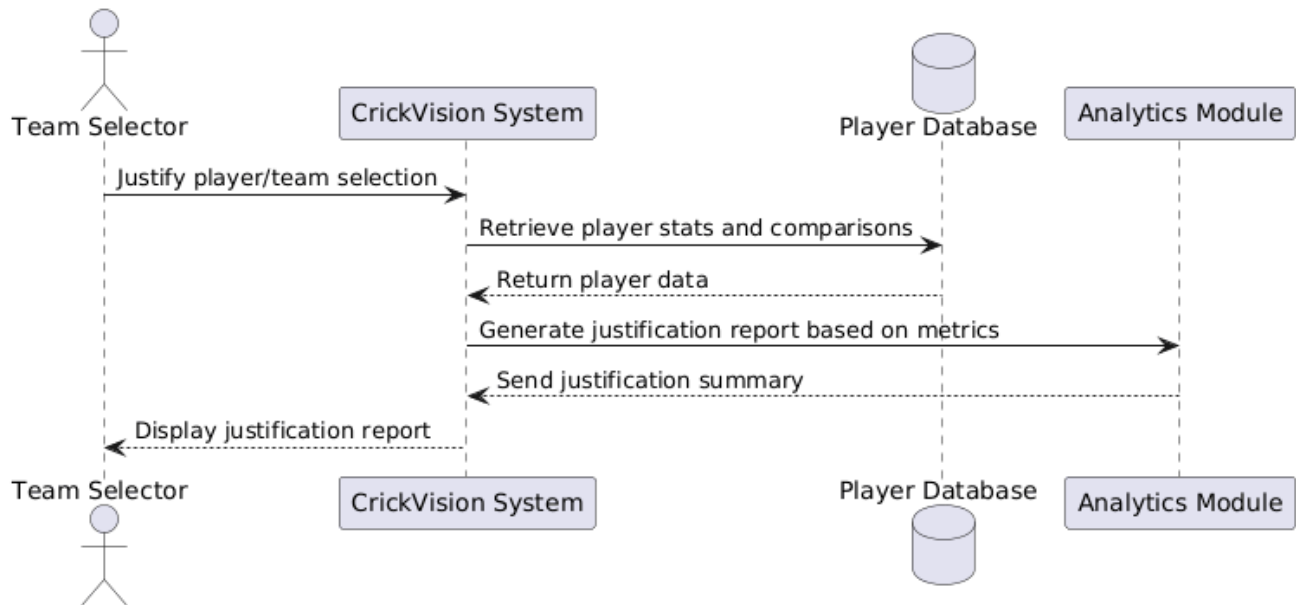 Team Selector
CrickVision System
Player Database
Analytics Module
Justify player/team selection
Retrieve player stats and comparisons
Return player data
Generate justification report based on metrics
Send justification summary
Display justification report
Team Selector
CrickVision System
Player Database
Analytics Module